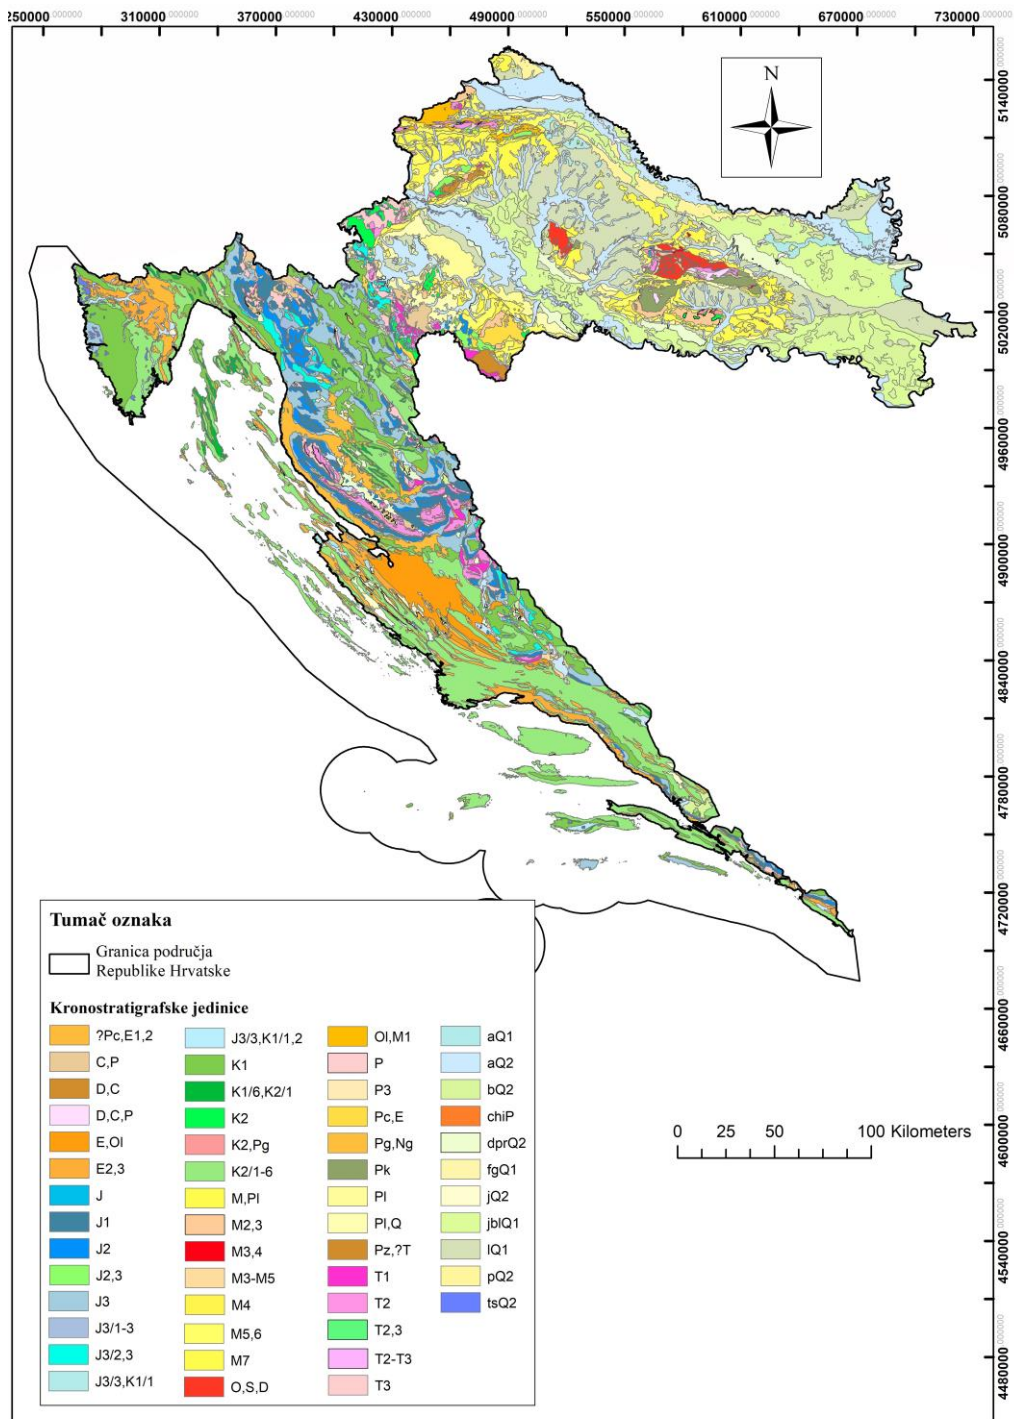 250000 310000 370000 430000 490000 550000 610000 670000 730000
N
5140000
5080000
5020000
4960000
4900000
4840000
4780000
4720000
4660000
4600000
4540000
4480000
Tumač oznaka
Granica područja
Republike Hrvatske
Kronostratigrafske jedinice
?Pc,E1,2
C,P
D,C
D,C,P
E,Ol
E2,3
J
J1
J2
J2,3
J3
J3/1-3
J3/2,3
J3/3,K1/1
J3/3,K1/1,2
K1
K1/6,K2/1
K2
K2,Pg
K2/1-6
M,Pl
M2,3
M3,4
M3-M5
M4
M5,6
M7
O,S,D
Ol,M1
P
P3
Pc,E
Pg,Ng
Pk
Pl
Pl,Q
Pz,?T
T1
T2
T2,3
T2-T3
T3
aQ1
aQ2
bQ2
chiP
dprQ2
fgQ1
jQ2
jblQ1
lQ1
pQ2
tsQ2
0 25 50 100 Kilometers